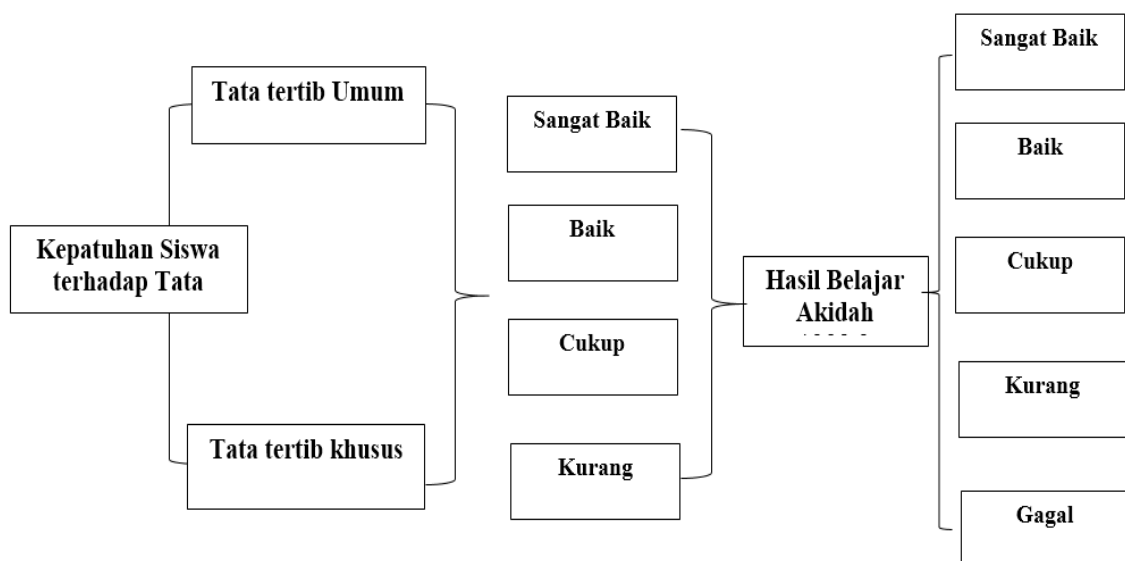 Kepatuhan Siswa
terhadap Tata
Tata tertib Umum
Tata tertib khusus
Sangat Baik
Baik
Cukup
Kurang
Hasil Belajar
Akidah
Sangat Baik
Baik
Cukup
Kurang
Gagal